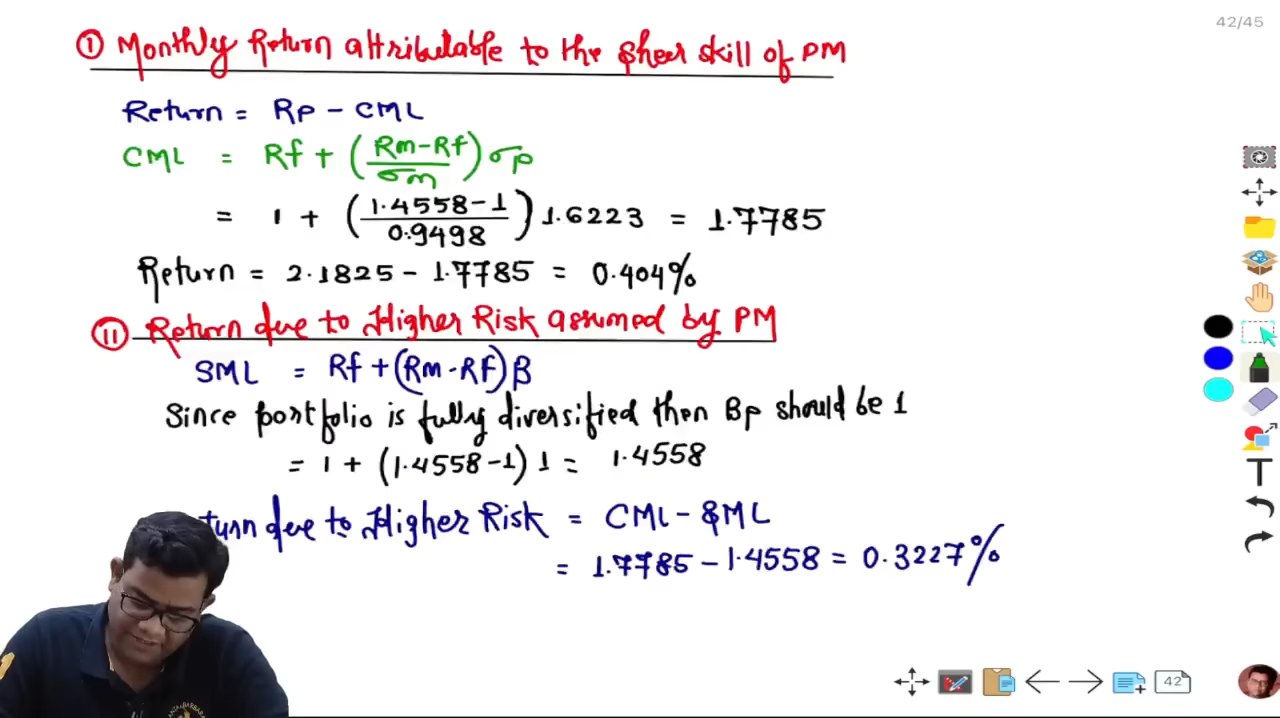 42/45
I Monthly Return attributable to the sheer skill of PM
Return = Rp - CML
CML = Rf + (Rm-Rf/σm) σp
= 1 + (1.4558-1/0.9498) 1.6223 = 1.7785
Return = 2.1825 - 1.7785 = 0.404%
II Return due to Higher Risk assumed by PM
SML = Rf + (Rm-Rf) β
Since portfolio is fully diversified then Bp should be 1
= 1 + (1.4558-1) 1 = 1.4558
due to Higher Risk = CML - SML
= 1.7785 - 1.4558 = 0.3227%
T
42